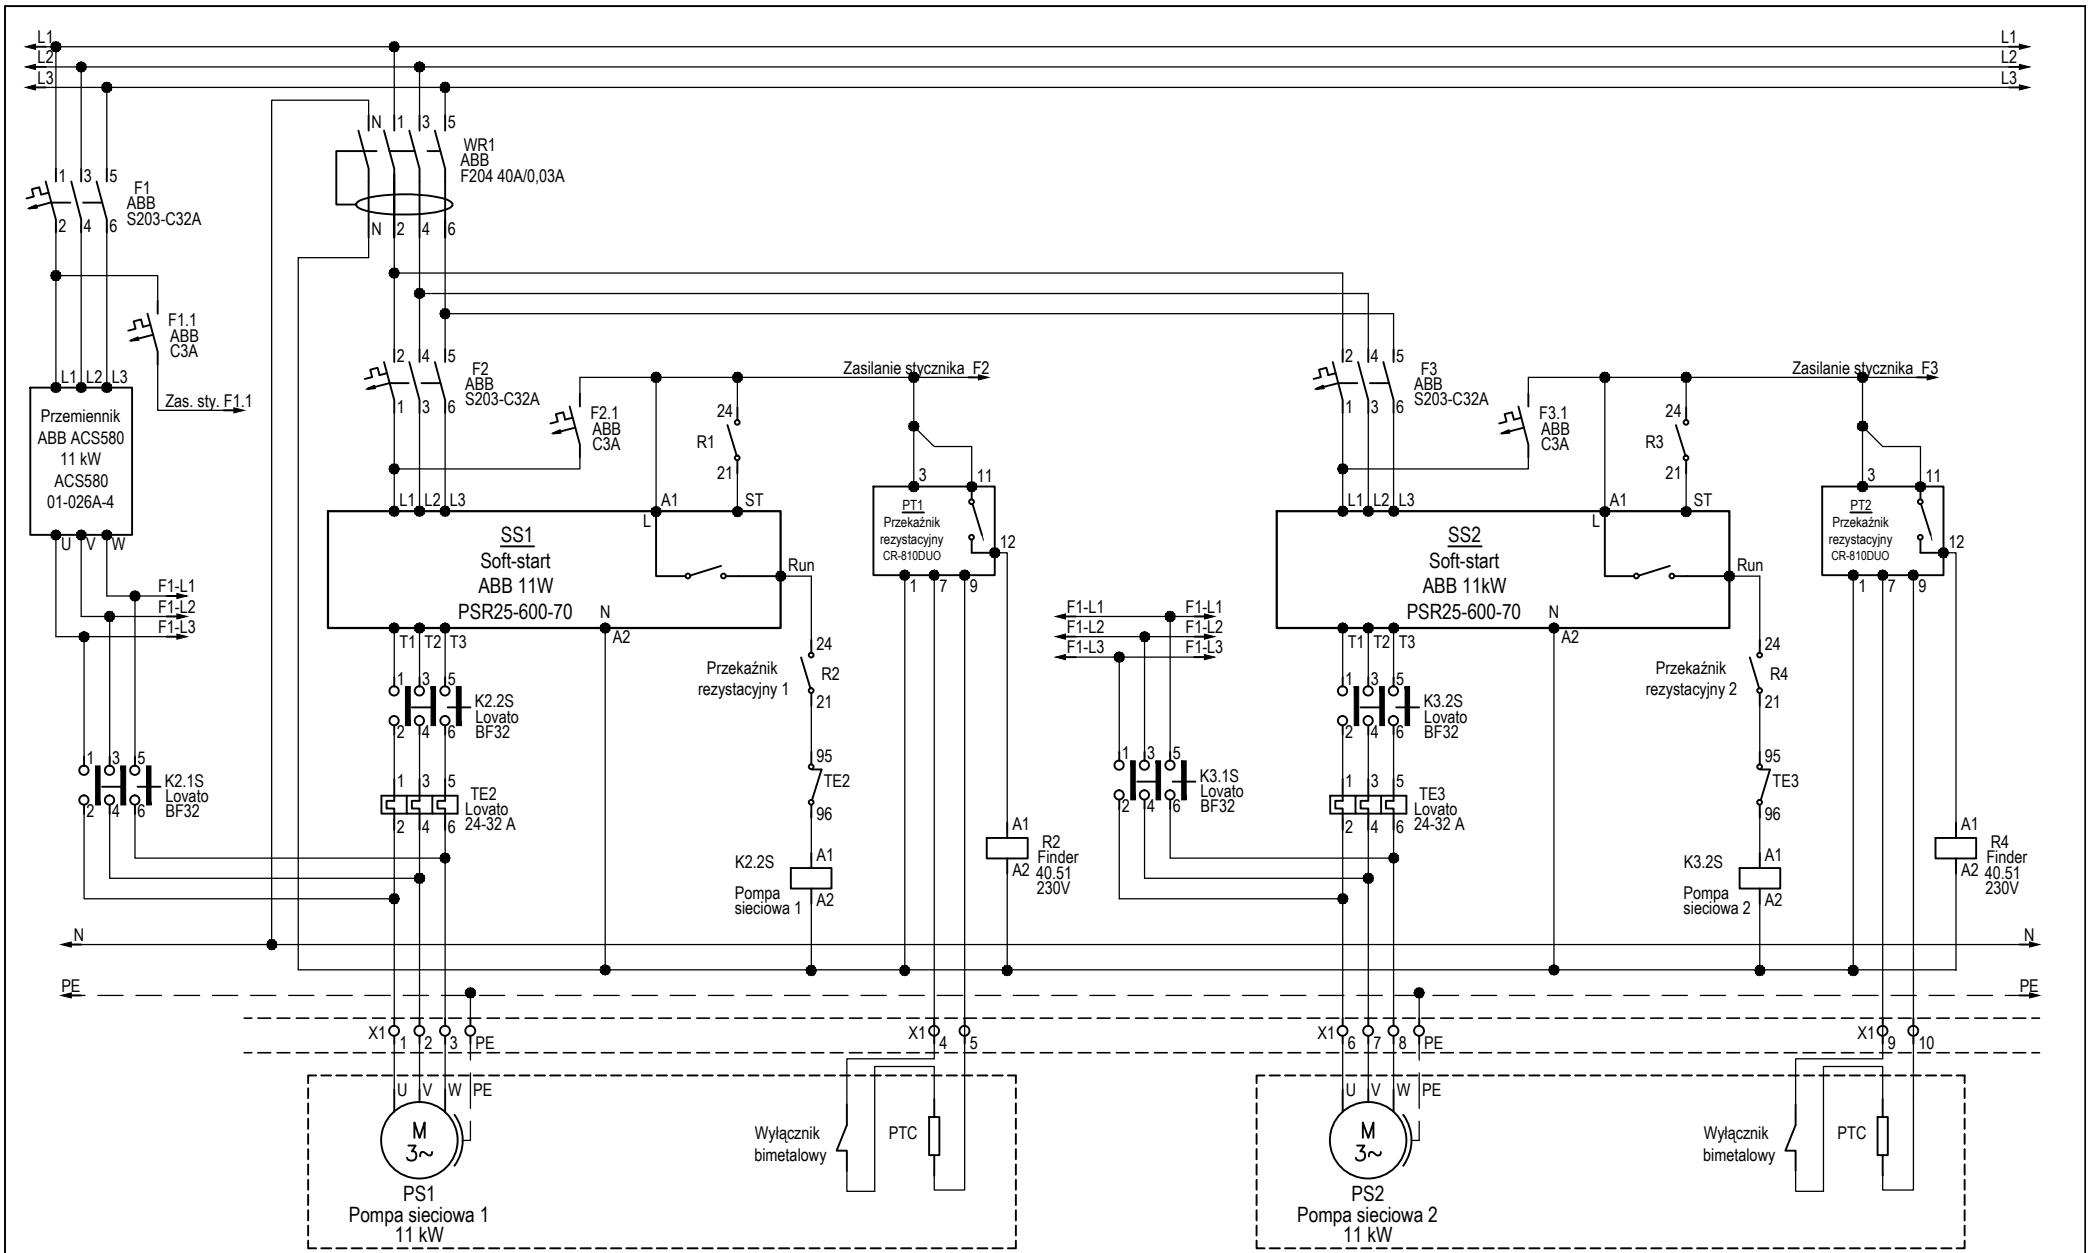 L1
L1
L2
L2
L3
L3
N 1 3 5
WR1
ABB
F204 40A/0,03A
N 2 4 6
1 3 5
F1
ABB
S203-C32A
2 4 6
F1.1
ABB
C3A
Zas. sty. F1.1
L1 L2 L3
Przemiennik
ABB ACS580
11 kW
ACS580
01-026A-4
U V W
F1-L1
F1-L2
F1-L3
1 3 5
K2.1S
Lovato
BF32
2 4 6
2 4 5
F2
ABB
S203-C32A
1 3 6
F2.1
ABB
C3A
Zasilanie stycznika F2
24
R1
21
L1 L2 L3
A1
L
ST
SS1
Soft-start
ABB 11W
PSR25-600-70
Run
N
A2
T1 T2 T3
3 11
PT1
Przekaźnik
rezystacyjny
CR-810DUO
12
1 7 9
1 3 5
K2.2S
Lovato
BF32
2 4 6
1 3 5
TE2
Lovato
24-32 A
2 4 6
Przekaźnik
rezystacyjny 1
24
R2
21
95
TE2
96
K2.2S
A1
Pompa
sieciowa 1
A2
A1
R2
Finder
40.51
230V
A2
2 4 5
F3
ABB
S203-C32A
1 3 6
F3.1
ABB
C3A
Zasilanie stycznika F3
24
R3
21
L1 L2 L3
A1
L
ST
SS2
Soft-start
ABB 11kW
PSR25-600-70
Run
N
A2
T1 T2 T3
3 11
PT2
Przekaźnik
rezystacyjny
CR-810DUO
12
1 7 9
F1-L1 F1-L1
F1-L2 F1-L2
F1-L3 F1-L3
1 3 5
K3.1S
Lovato
BF32
2 4 6
1 3 5
K3.2S
Lovato
BF32
2 4 6
1 3 5
TE3
Lovato
24-32 A
2 4 6
Przekaźnik
rezystacyjny 2
24
R4
21
95
TE3
96
K3.2S
A1
Pompa
sieciowa 2
A2
A1
R4
Finder
40.51
230V
A2
N
N
PE
PE
X1 1 2 3 PE
X1 4 5
X1 6 7 8 PE
X1 9 10
U V W PE
M
3~
PS1
Pompa sieciowa 1
11 kW
Wyłącznik
bimetalowy
PTC
U V W PE
M
3~
PS2
Pompa sieciowa 2
11 kW
Wyłącznik
bimetalowy
PTC